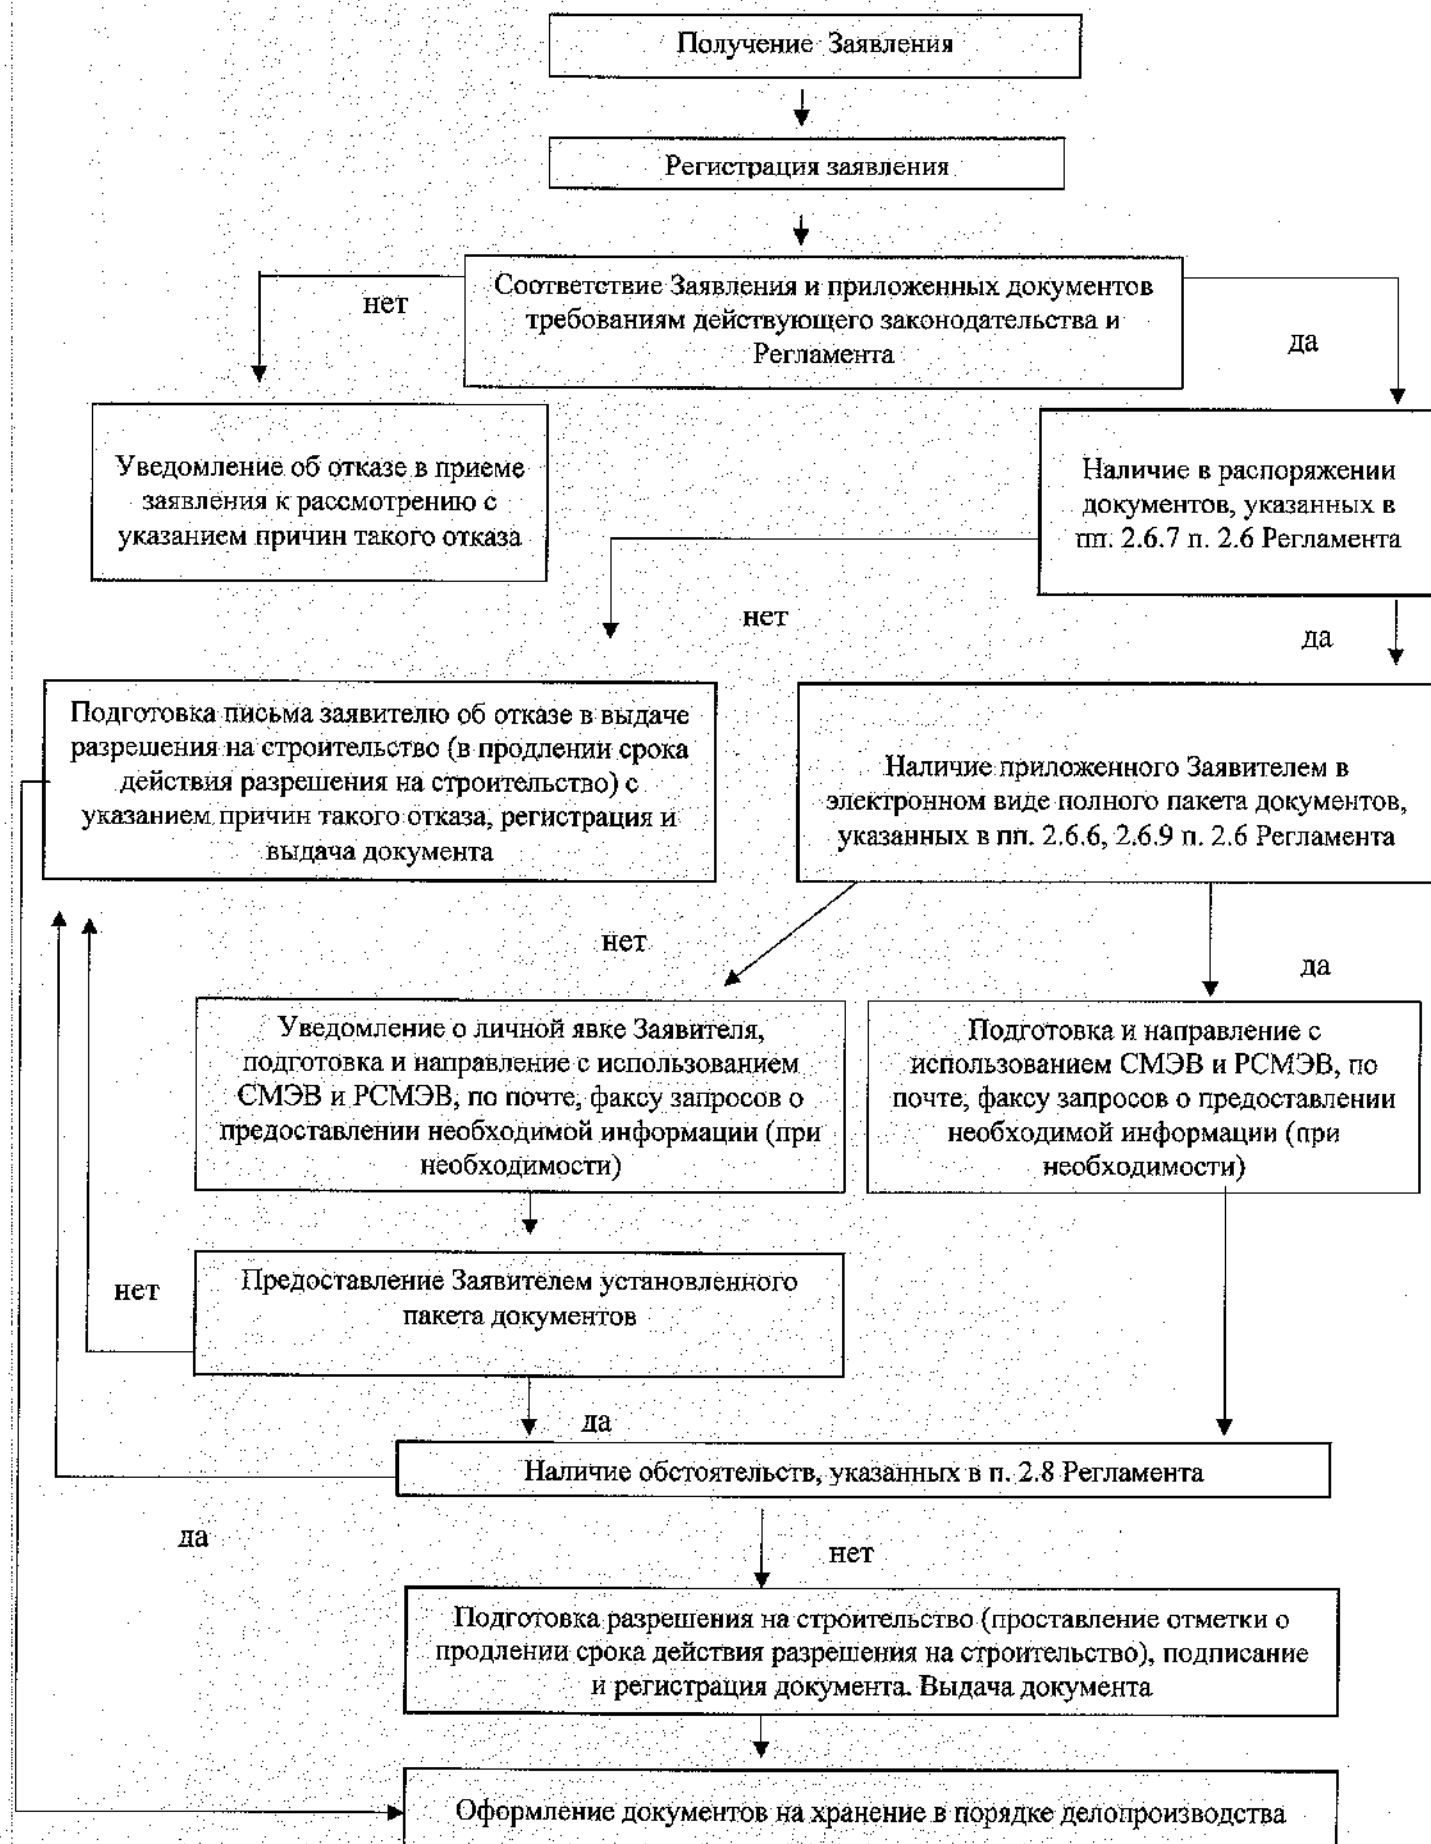 Получение Заявления
Регистрация заявления
Соответствие Заявления и приложенных документов
требованиям действующего законодательства и
Регламента
нет
да
Уведомление об отказе в приеме
заявления к рассмотрению с
указанием причин такого отказа
Наличие в распоряжении
документов, указанных в
пп. 2.6.7 п. 2.6 Регламента
нет
да
Подготовка письма заявителю об отказе в выдаче
разрешения на строительство (в продлении срока
действия разрешения на строительство) с
указанием причин такого отказа, регистрация и
выдача документа
Наличие приложенного Заявителем в
электронном виде полного пакета документов,
указанных в пп. 2.6.6, 2.6.9 п. 2.6 Регламента
нет
да
Уведомление о личной явке Заявителя,
подготовка и направление с использованием
СМЭВ и РСМЭВ, по почте, факсу запросов о
предоставлении необходимой информации (при
необходимости)
Подготовка и направление с
использованием СМЭВ и РСМЭВ, по
почте, факсу запросов о предоставлении
необходимой информации (при
необходимости)
нет
Предоставление Заявителем установленного
пакета документов
да
Наличие обстоятельств, указанных в п. 2.8 Регламента
да
нет
Подготовка разрешения на строительство (проставление отметки о
продлении срока действия разрешения на строительство), подписание
и регистрация документа. Выдача документа
Оформление документов на хранение в порядке делопроизводства